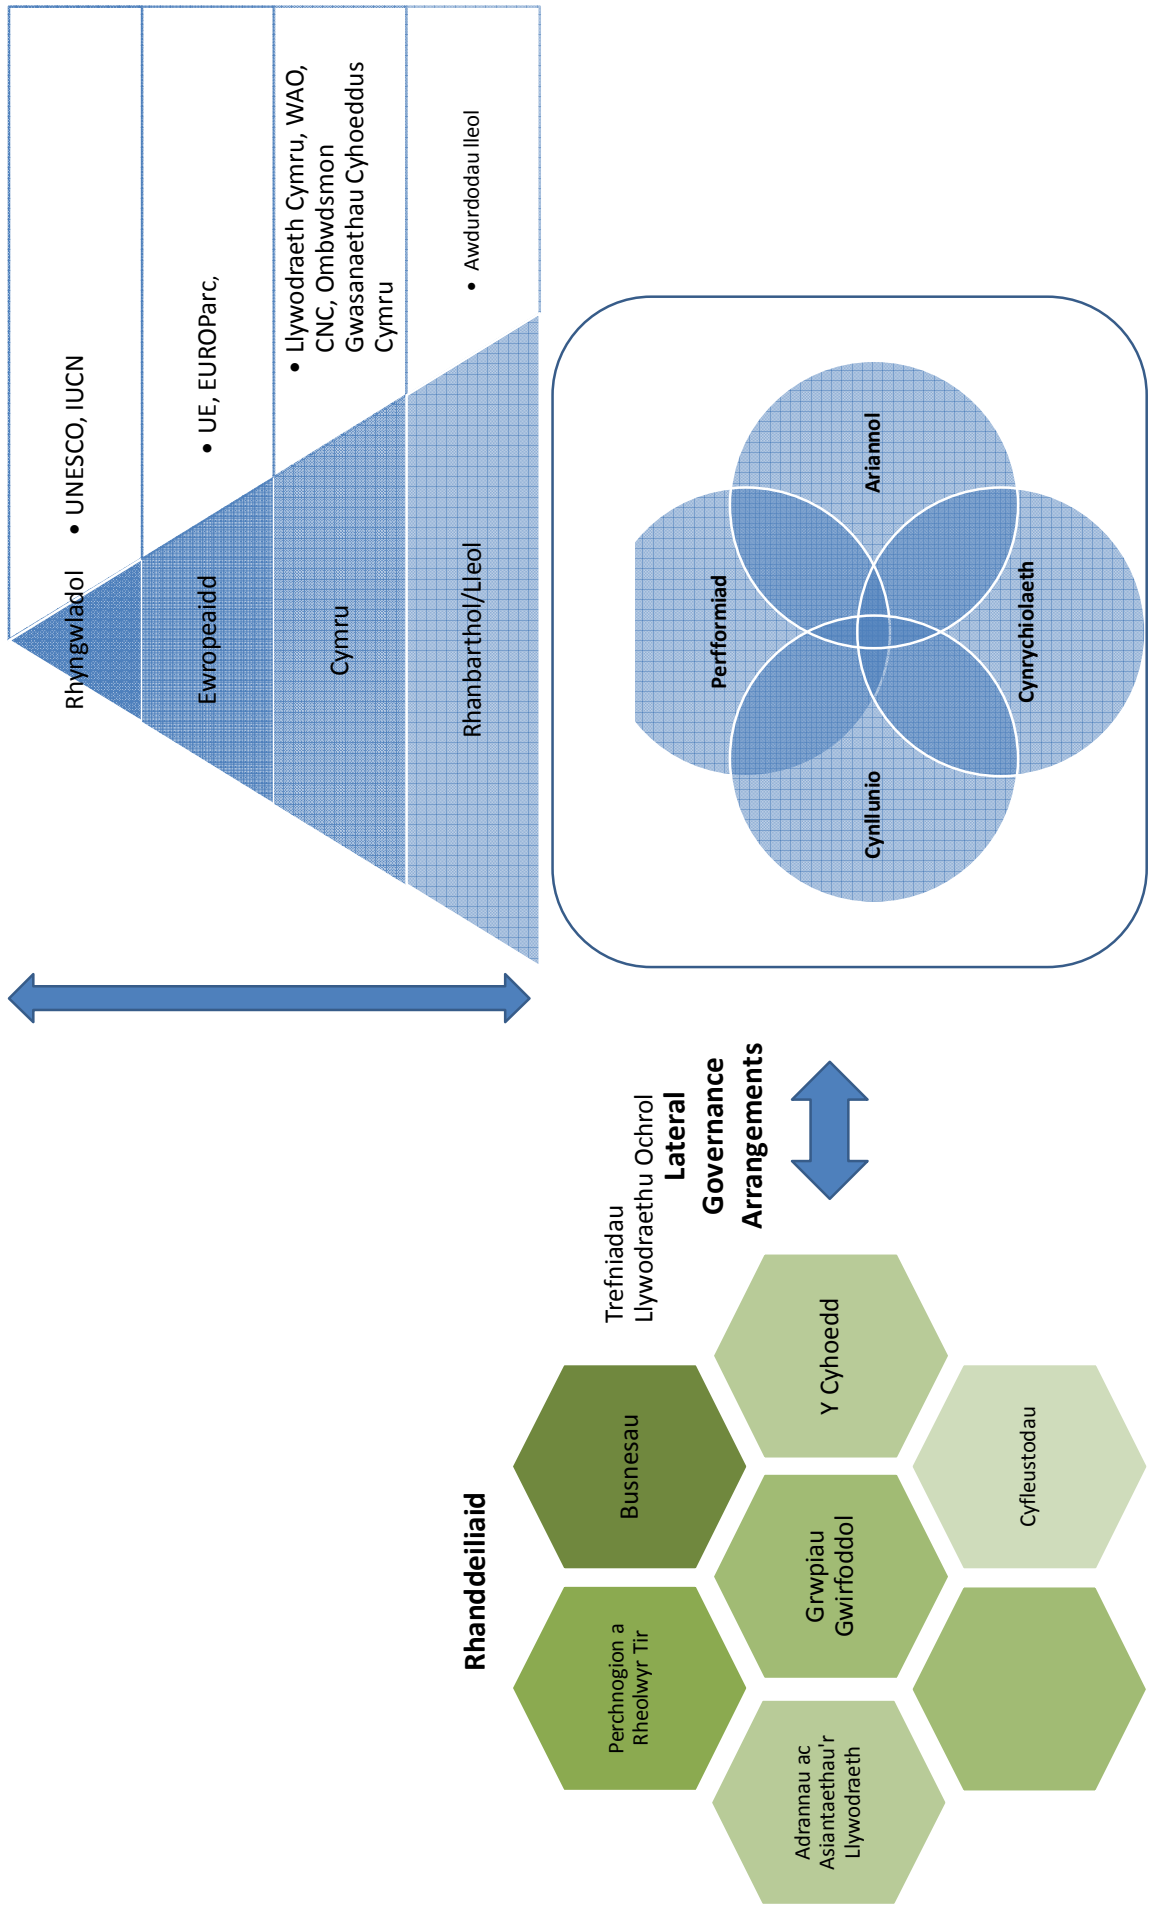 Rhyngwladol
• UNESCO, IUCN
Ewropeaidd
• UE, EUROParc,
Cymru
• Llywodraeth Cymru, WAO,
CNC, Ombwdsmon
Gwasanaethau Cyhoeddus
Cymru
Rhanbarthol/Lleol
• Awdurdodau lleol
Rhanddeiliaid
Perchnogion a
Rheolwyr Tir
Busnesau
Adrannau ac
Asiantaethau'r
Llywodraeth
Grwpiau
Gwirfoddol
Y Cyhoedd
Cyfleustodau
Trefniadau
Llywodraethu Ochrol
Lateral
Governance
Arrangements
Perfformiad
Cynllunio
Ariannol
Cynrychiolaeth